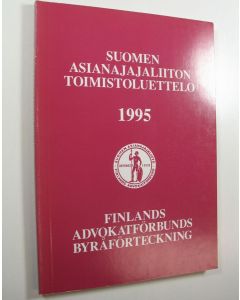 SUOMEN
ASIANAJAJALIITON
TOIMISTOLUETTELO
1995
FINLANDS
ADVOKATFÖRBUNDS
BYRÅFÖRTECKNING